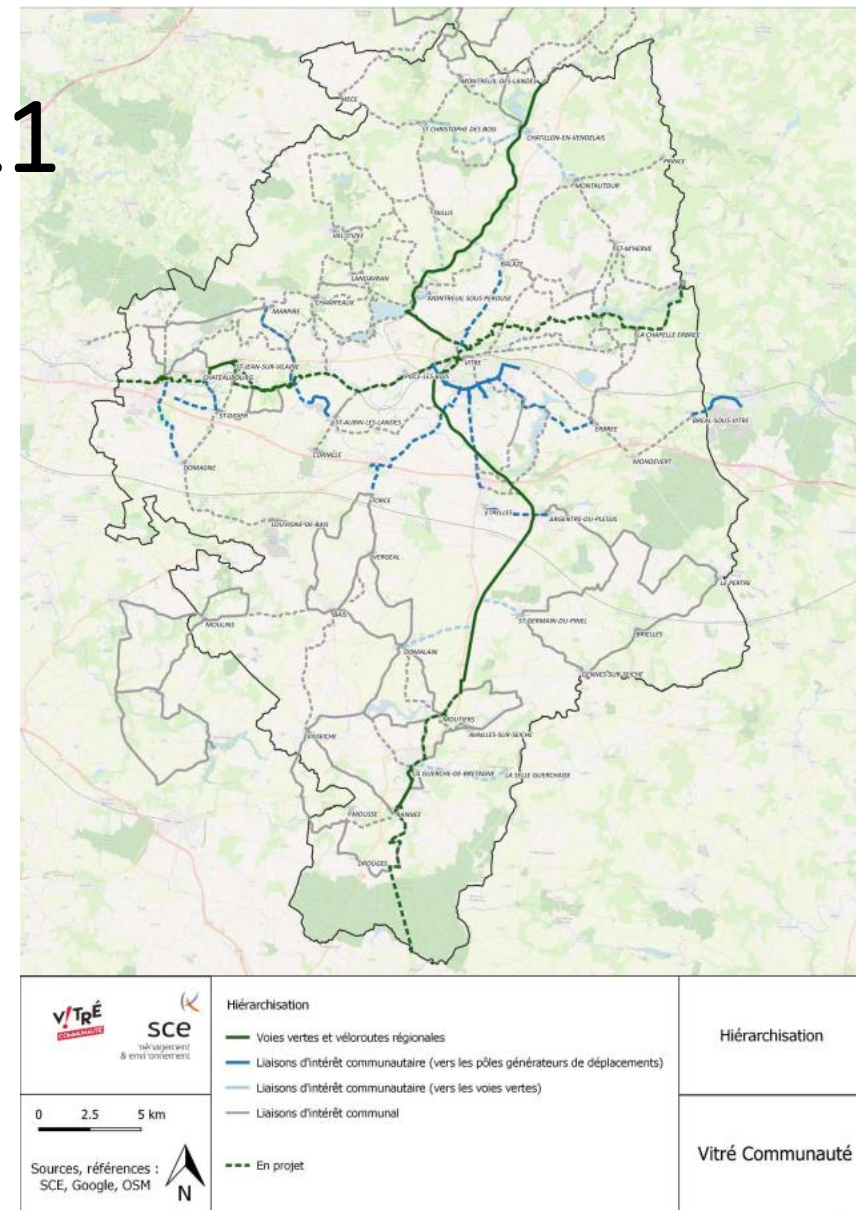 .1
MONTREUIL-DES-LANDES
MECE
ST CHRISTOPHE DES BOIS
CHATILLON-EN-VENDELAIS
PRINCE
MONTAUTOUR
TAILLIS
VAL D'IZE
ST-M'HERVE
BALAZE
LANDAVRAN
MONTREUIL SOUS PEROUSE
CHAMPEAUX
MARPIRE
LA CHAPELLE ERBREE
VITRE
ST-JEAN-SUR-VILAINE
CHATEAUBOURG
POCE-LES-BOIS
ST-DIDIER
ST-AUBIN-LES-LANDES
ERBREE
BREAL-SOUS-VITRE
CORNILLE
MONDEVERT
DOMAGNE
TORCE
ETRELLES
ARGENTRE-DU-PLESSIS
LOUVIGNE-DE-BAIS
VERGEAL
LE PERTRE
BAIS
MOULINS
ST-GERMAIN-DU-PINEL
BRIELLES
DOMALAIN
GENNES-SUR-SEICHE
MOUTIERS
AVAILLES-SUR-SEICHE
VISSEICHE
LA GUERCHE-DE-BRETAGNE
LA SELLE GUERCHAISE
MOUSSE
RANNEE
DROUGES
V!TRÉ
COMMUNAUTÉ
sce
aménagement
& environnement
0 2.5 5 km
Sources, références :
SCE, Google, OSM
N
Hiérarchisation
Voies vertes et véloroutes régionales
Liaisons d'intérêt communautaire (vers les pôles générateurs de déplacements)
Liaisons d'intérêt communautaire (vers les voies vertes)
Liaisons d'intérêt communal
En projet
Hiérarchisation
Vitré Communauté